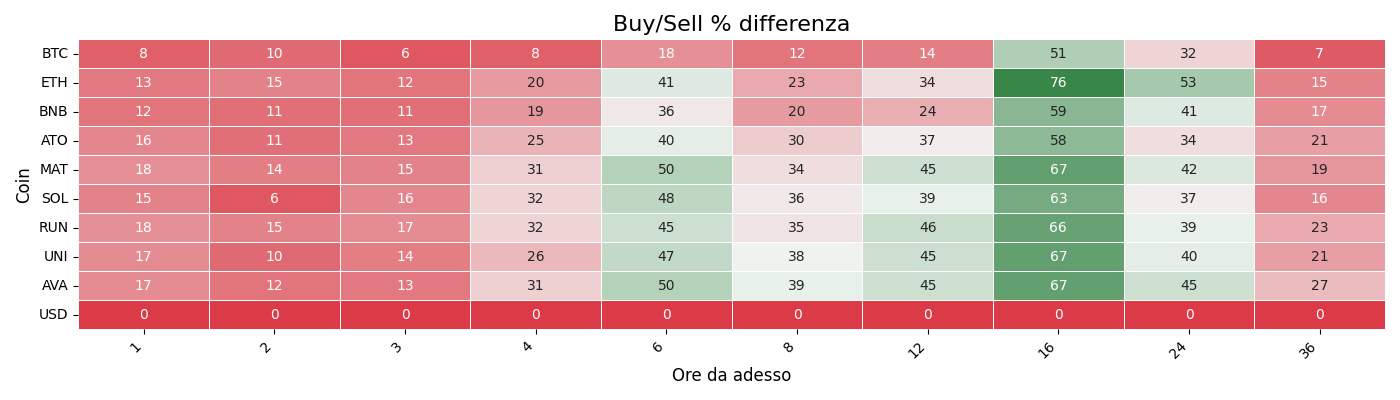 Buy/Sell % differenza
BTC 8 10 6 8 18 12 14 51 32 7
ETH 13 15 12 20 41 23 34 76 53 15
BNB 12 11 11 19 36 20 24 59 41 17
ATO 16 11 13 25 40 30 37 58 34 21
MAT 18 14 15 31 50 34 45 67 42 19
SOL 15 6 16 32 48 36 39 63 37 16
RUN 18 15 17 32 45 35 46 66 39 23
UNI 17 10 14 26 47 38 45 67 40 21
AVA 17 12 13 31 50 39 45 67 45 27
USD 0 0 0 0 0 0 0 0 0 0
Coin
1 2 3 4 6 8 12 16 24 36
Ore da adesso